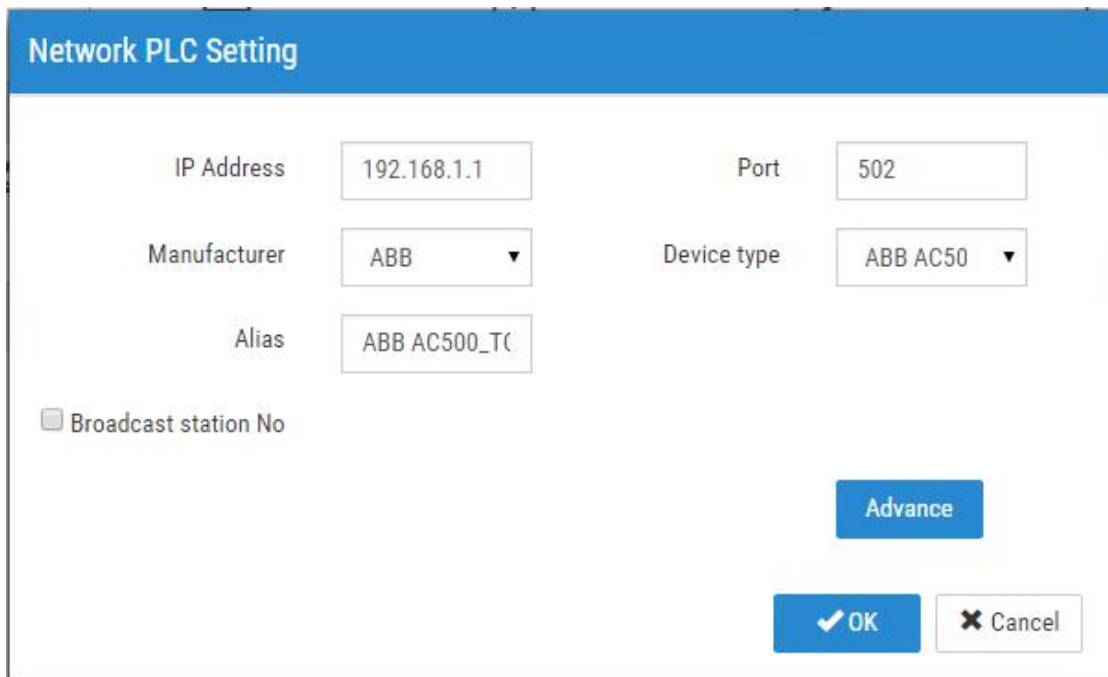 Network PLC Setting
IP Address 192.168.1.1 Port 502
Manufacturer ABB Device type ABB AC50
Alias ABB AC500_T(
Broadcast station No
Advance
OK Cancel